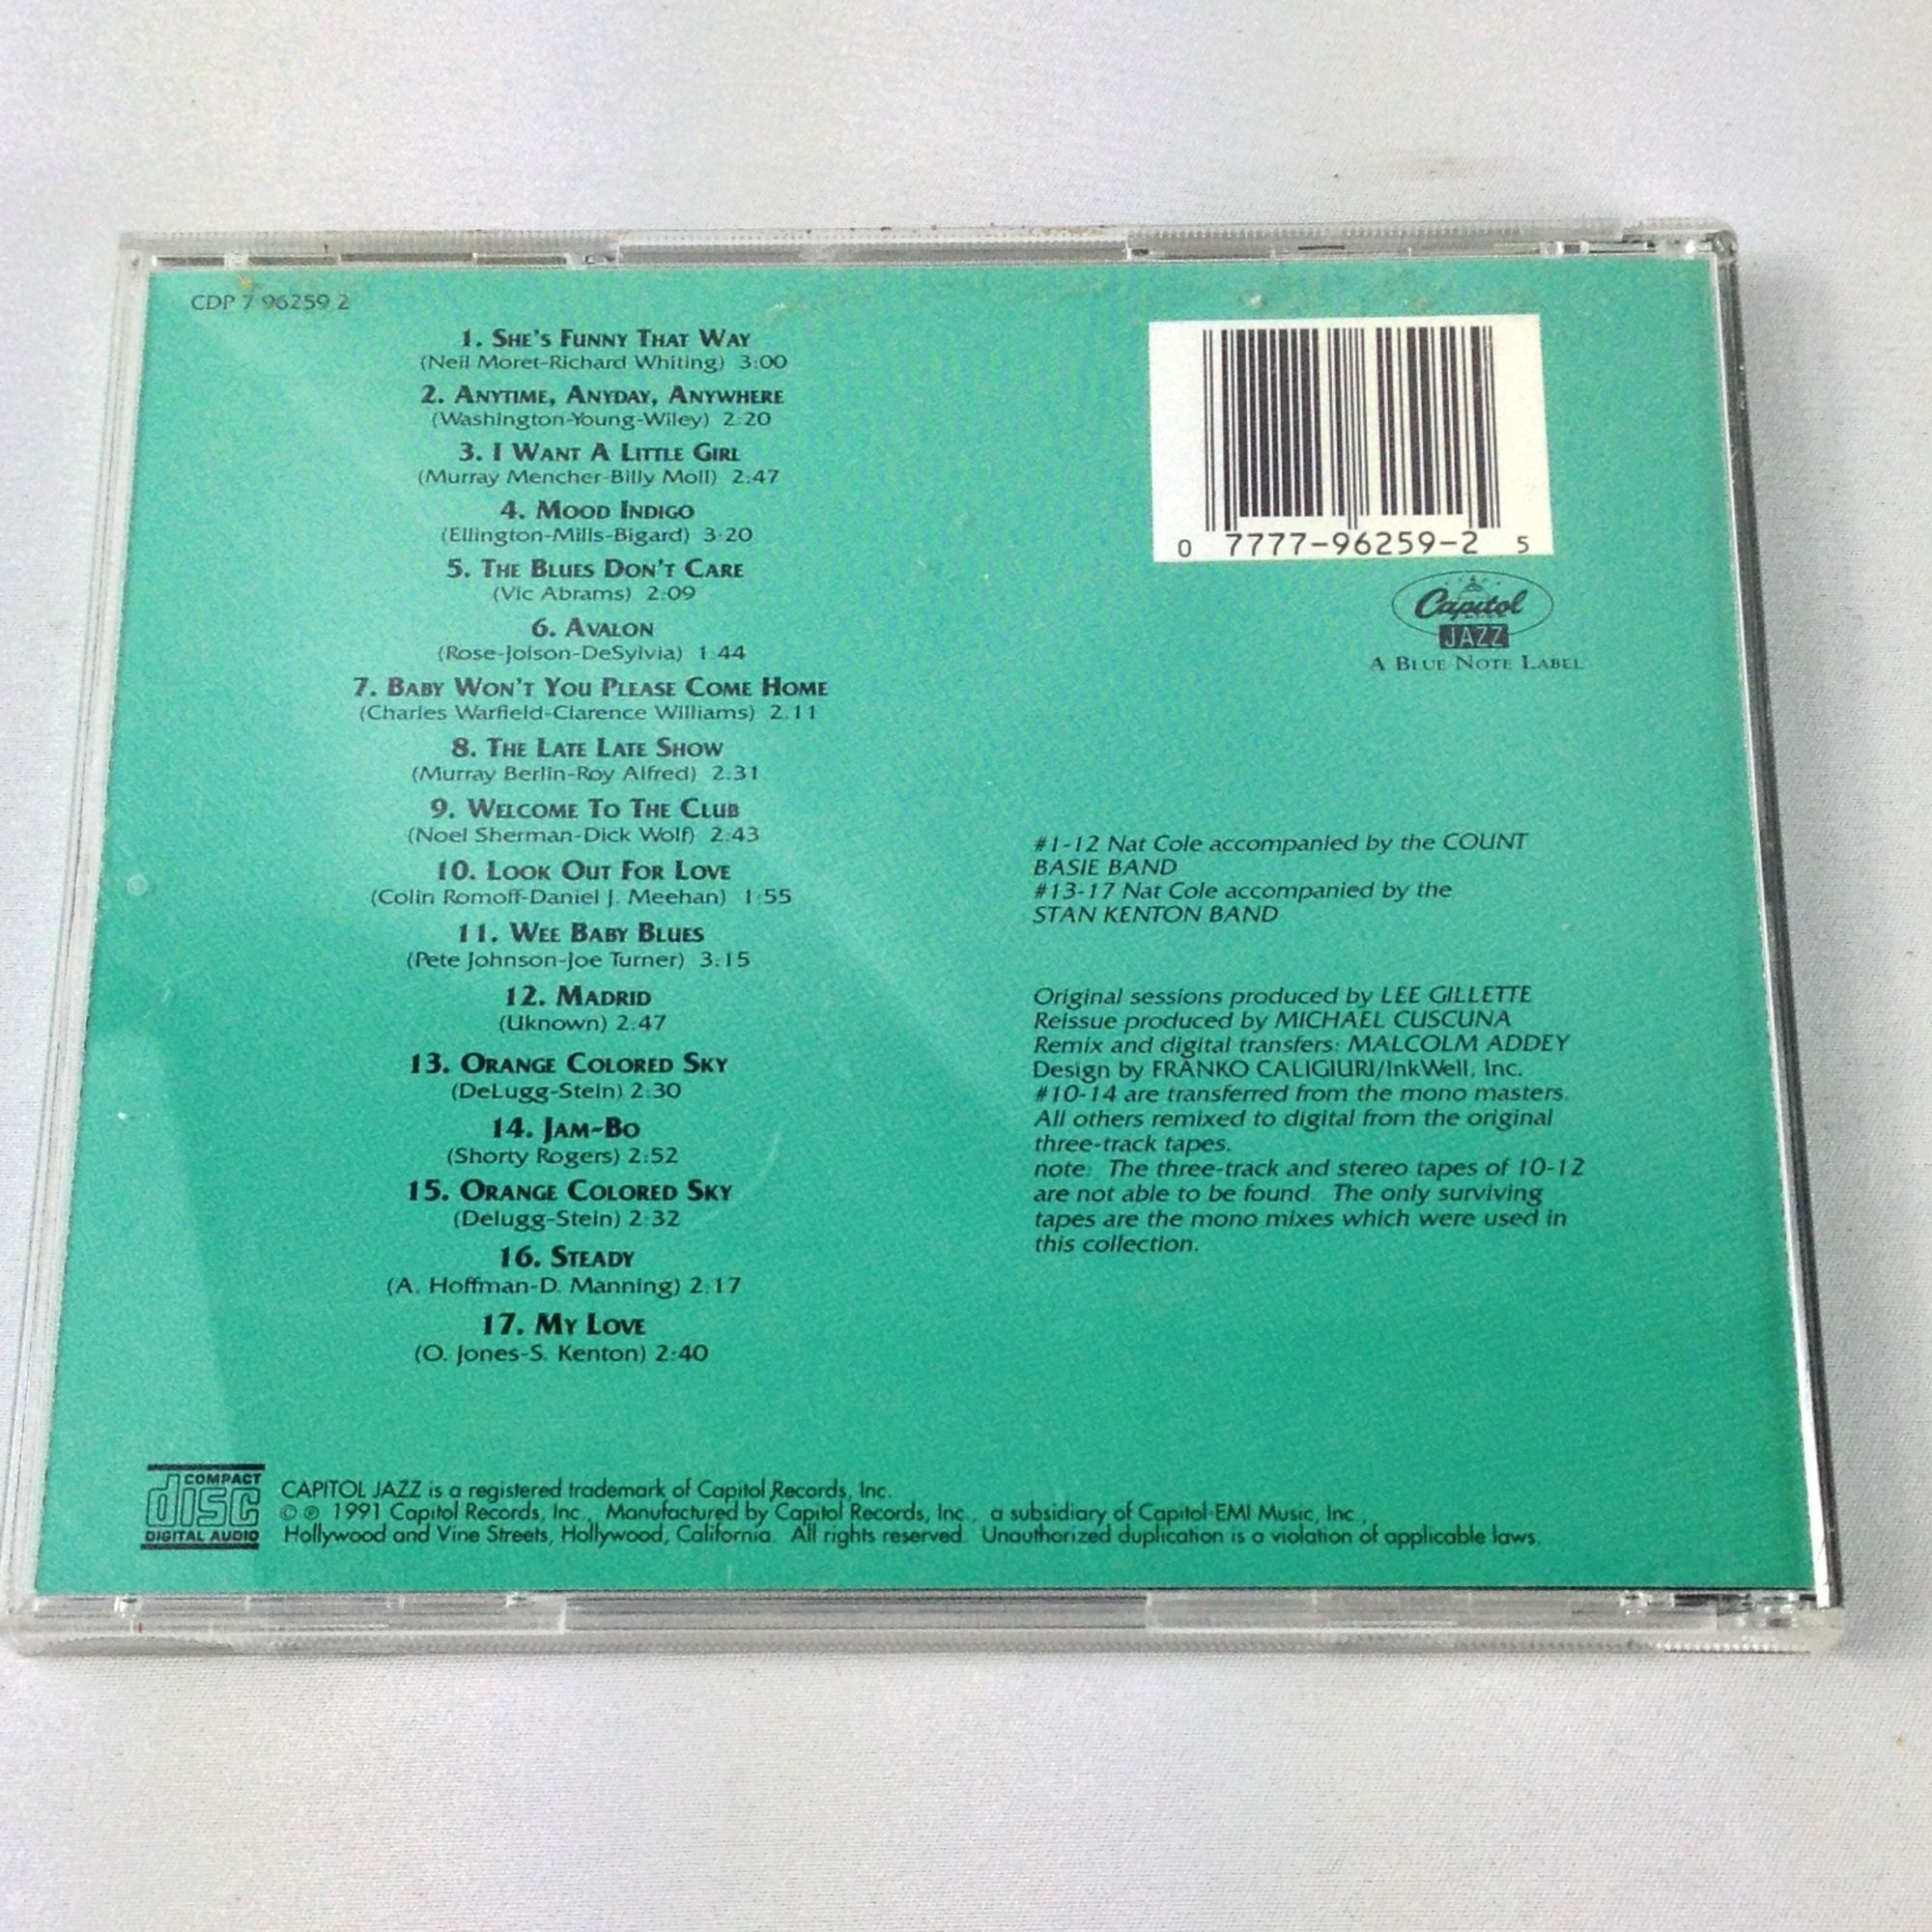 CDP 7 96259 2
1. She's Funny That Way
(Neil Moret-Richard Whiting) 3:00
2. Anytime, Anyday, Anywhere
(Washington-Young-Wiley) 2:20
3. I Want A Little Girl
(Murray Mencher-Billy Moll) 2:47
4. Mood Indigo
(Ellington-Mills-Bigard) 3:20
5. The Blues Don't Care
(Vic Abrams) 2:09
6. Avalon
(Rose-Jolson-DeSylvia) 1:44
7. Baby Won't You Please Come Home
(Charles Warfield-Clarence Williams) 2:11
8. The Late Late Show
(Murray Berlin-Roy Alfred) 2:31
9. Welcome To The Club
(Noel Sherman-Dick Wolf) 2:43
10. Look Out For Love
(Colin Romoff-Daniel J. Meehan) 1:55
11. Wee Baby Blues
(Pete Johnson-Joe Turner) 3:15
12. Madrid
(Uknown) 2:47
13. Orange Colored Sky
(DeLugg-Stein) 2:30
14. Jam-Bo
(Shorty Rogers) 2:52
15. Orange Colored Sky
(Delugg-Stein) 2:32
16. Steady
(A. Hoffman-D. Manning) 2:17
17. My Love
(O. Jones-S. Kenton) 2:40
0 7777-96259-2 5
Capitol
JAZZ
A Blue Note Label
#1-12 Nat Cole accompanied by the COUNT
BASIE BAND
#13-17 Nat Cole accompanied by the
STAN KENTON BAND
Original sessions produced by LEE GILLETTE
Reissue produced by MICHAEL CUSCUNA
Remix and digital transfers: MALCOLM ADDEY
Design by FRANKO CALIGIURI/InkWell, Inc.
#10-14 are transferred from the mono masters.
All others remixed to digital from the original
three-track tapes.
note: The three-track and stereo tapes of 10-12
are not able to be found. The only surviving
tapes are the mono mixes which were used in
this collection.
COMPACT
disc
DIGITAL AUDIO
CAPITOL JAZZ is a registered trademark of Capitol Records, Inc.
© ℗ 1991 Capitol Records, Inc., Manufactured by Capitol Records, Inc., a subsidiary of Capitol-EMI Music, Inc.,
Hollywood and Vine Streets, Hollywood, California. All rights reserved. Unauthorized duplication is a violation of applicable laws.